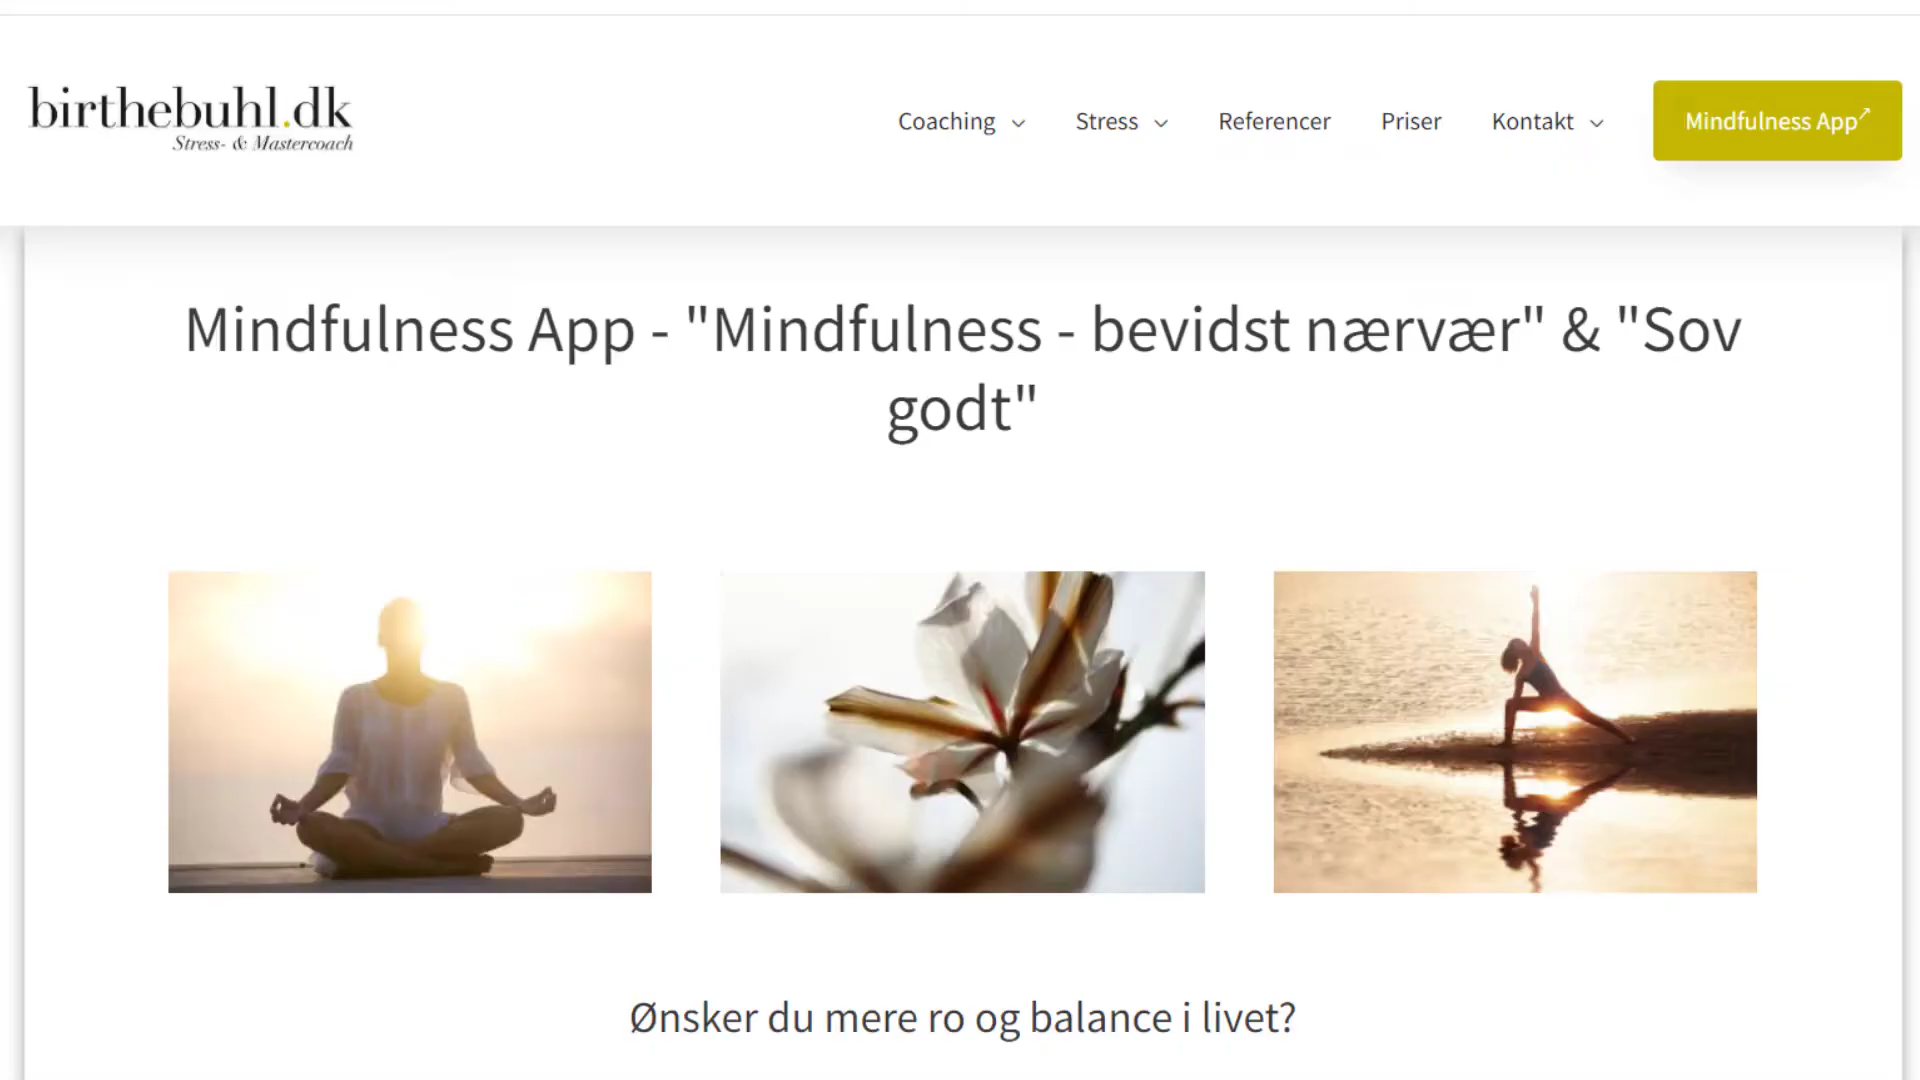 birthebuhl.dk
Stress- & Mastercoach
Coaching
Stress
Referencer
Priser
Kontakt
Mindfulness App
Mindfulness App - "Mindfulness - bevidst nærvær" & "Sov
godt"
Ønsker du mere ro og balance i livet?